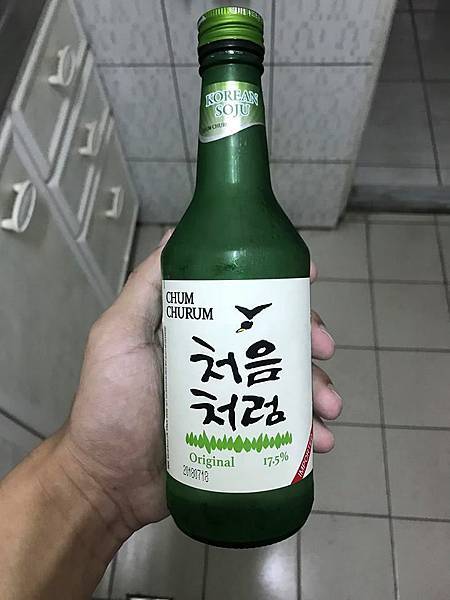 KOREAN
SOJU
CHUM
CHURUM
처음
처럼
Original 17.5%
20180718